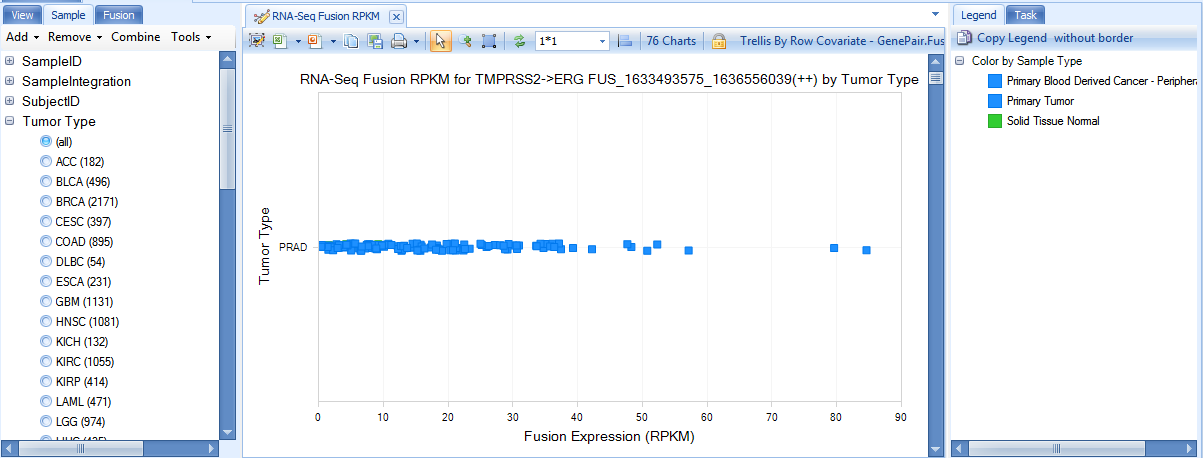 View Sample Fusion
Add Remove Combine Tools
SampleID
SampleIntegration
SubjectID
Tumor Type
(all)
ACC (182)
BLCA (496)
BRCA (2171)
CESC (397)
COAD (895)
DLBC (54)
ESCA (231)
GBM (1131)
HNSC (1081)
KICH (132)
KIRC (1055)
KIRP (414)
LAML (471)
LGG (974)
RNA-Seq Fusion RPKM
1*1 76 Charts Trellis By Row Covariate - GenePair.Fus
RNA-Seq Fusion RPKM for TMPRSS2->ERG FUS_1633493575_1636556039(++) by Tumor Type
Tumor Type
PRAD
0 10 20 30 40 50 60 70 80 90
Fusion Expression (RPKM)
Legend Task
Copy Legend without border
Color by Sample Type
Primary Blood Derived Cancer - Periphera
Primary Tumor
Solid Tissue Normal